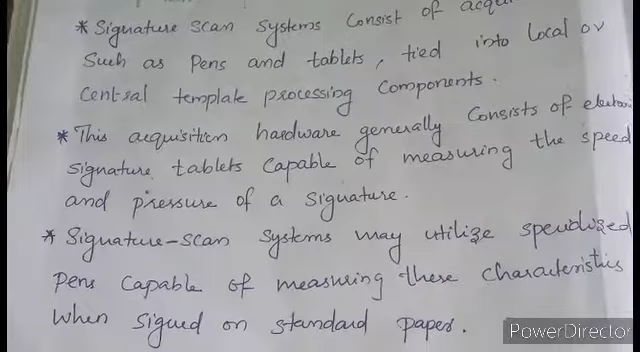 * Signature scan systems consist of
Such as pens and tablets, tied into local or
central template processing components.
* This acquisition hardware generally consists of
signature tablets capable of measuring the speed
and pressure of a signature.
* Signature-scan systems may utilize
pens capable of measuring these characteristics
when signed on standard paper.
PowerDirector